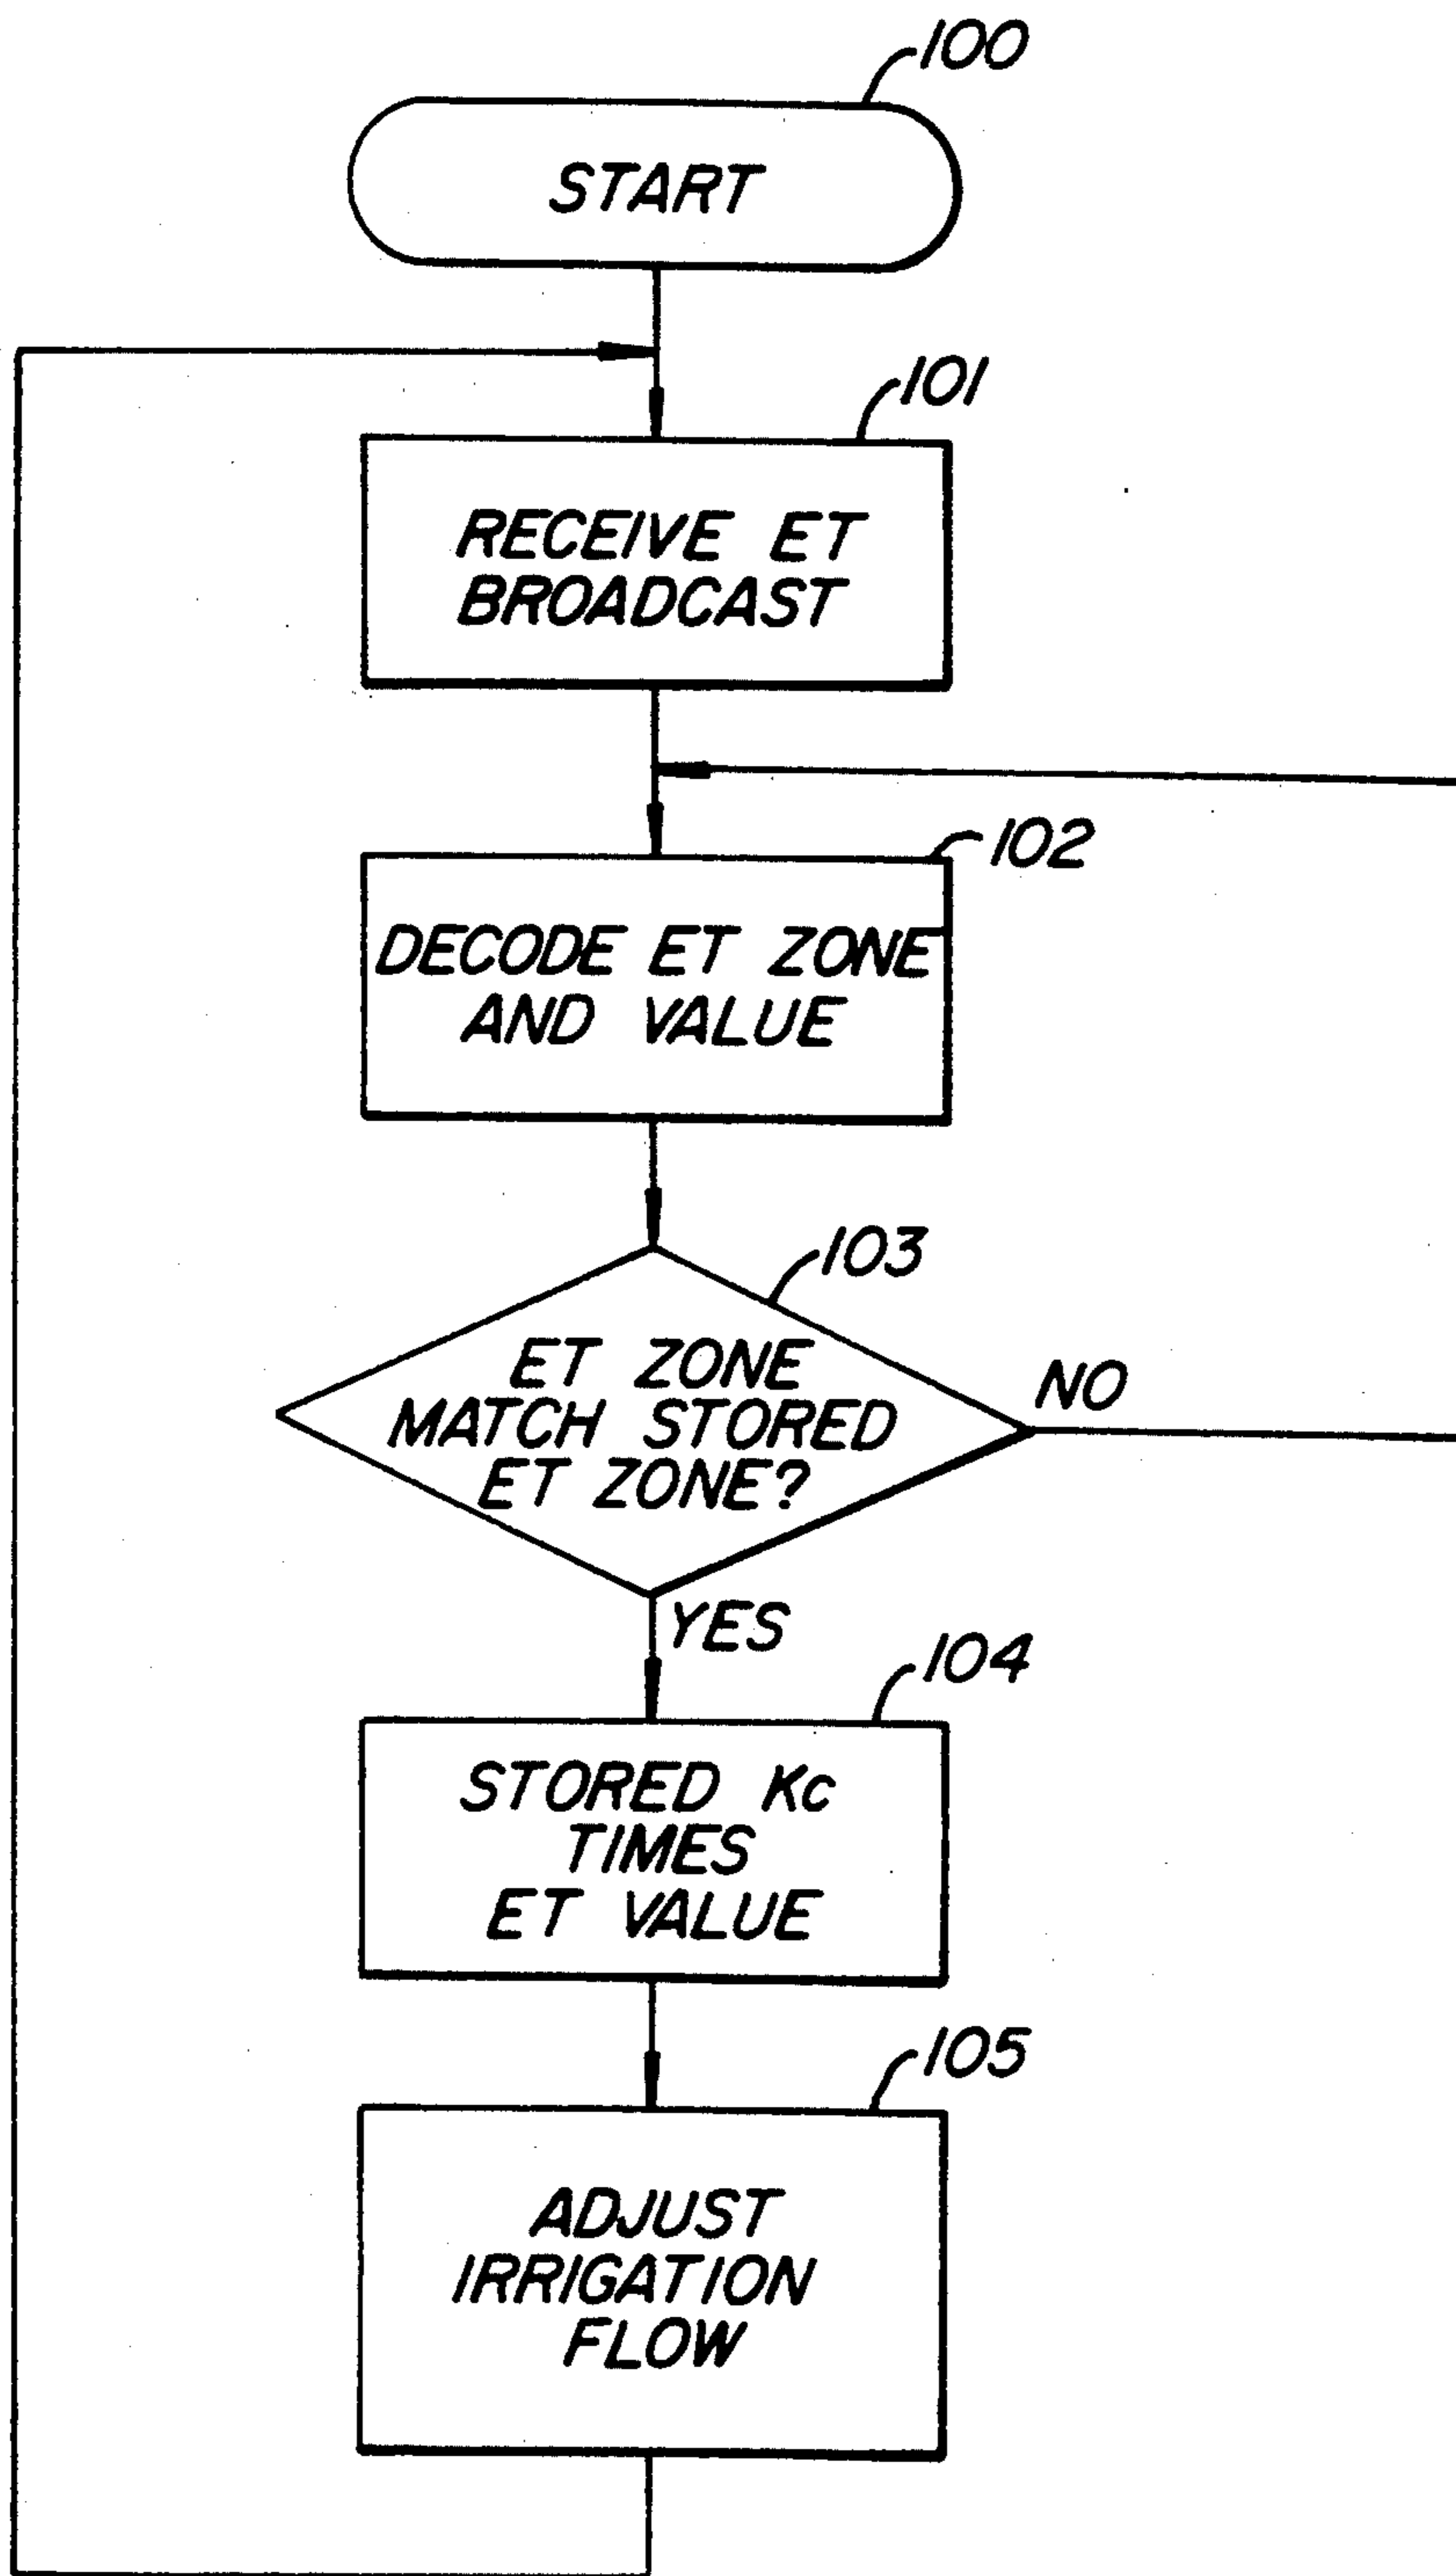 100
START
101
RECEIVE ET
BROADCAST
102
DECODE ET ZONE
AND VALUE
103
ET ZONE
MATCH STORED
ET ZONE?
NO
YES
104
STORED Kc
TIMES
ET VALUE
105
ADJUST
IRRIGATION
FLOW